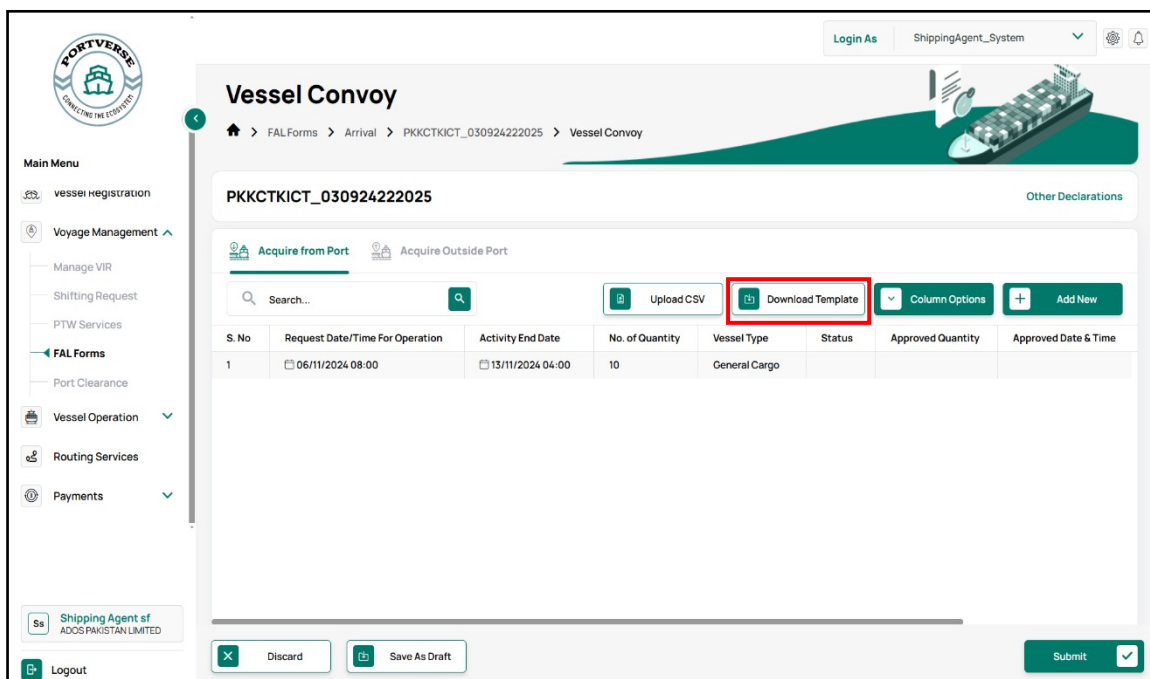 PORTVERSE
CONNECTING THE ECOSYSTEM
Login As ShippingAgent_System
Vessel Convoy
> FAL Forms > Arrival > PKKCTKICT_030924222025 > Vessel Convoy
Main Menu
Vessel Registration
Voyage Management
Manage VIR
Shifting Request
PTW Services
FAL Forms
Port Clearance
Vessel Operation
Routing Services
Payments
Ss Shipping Agent sf
ADOS PAKISTAN LIMITED
Logout
PKKCTKICT_030924222025 Other Declarations
Acquire from Port Acquire Outside Port
Search... Upload CSV Download Template Column Options + Add New
S. No Request Date/Time For Operation Activity End Date No. of Quantity Vessel Type Status Approved Quantity Approved Date & Time
1 06/11/2024 08:00 13/11/2024 04:00 10 General Cargo
Discard Save As Draft Submit